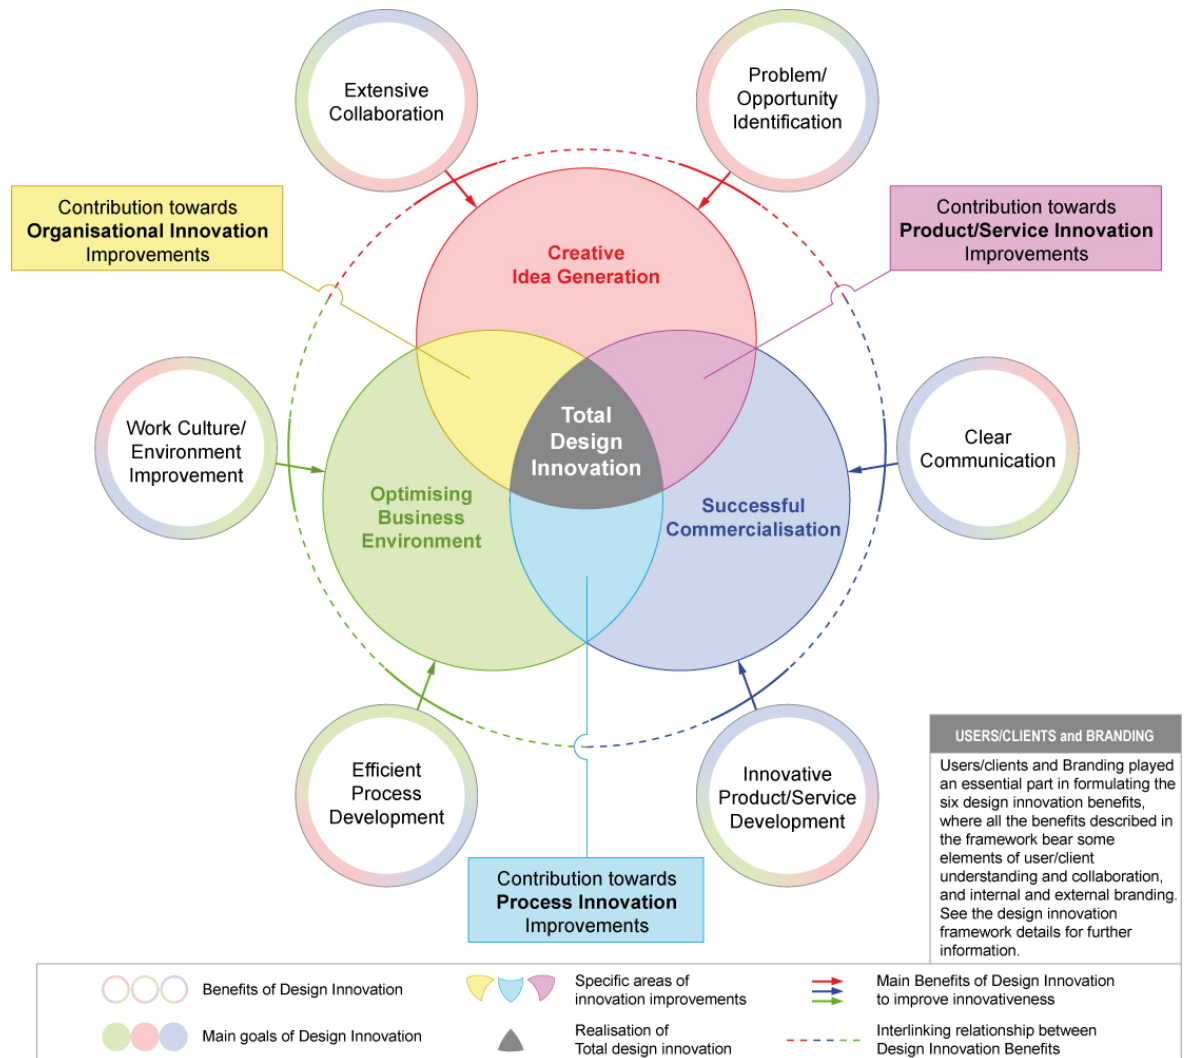 Extensive
Collaboration
Problem/
Opportunity
Identification
Contribution towards
Organisational Innovation
Improvements
Contribution towards
Product/Service Innovation
Improvements
Creative
Idea Generation
Work Culture/
Environment
Improvement
Total
Design
Innovation
Clear
Communication
Optimising
Business
Environment
Successful
Commercialisation
Efficient
Process
Development
Innovative
Product/Service
Development
Contribution towards
Process Innovation
Improvements
USERS/CLIENTS and BRANDING
Users/clients and Branding played
an essential part in formulating the
six design innovation benefits,
where all the benefits described in
the framework bear some
elements of user/client
understanding and collaboration,
and internal and external branding.
See the design innovation
framework details for further
information.
Benefits of Design Innovation
Main goals of Design Innovation
Specific areas of
innovation improvements
Realisation of
Total design innovation
Main Benefits of Design Innovation
to improve innovativeness
Interlinking relationship between
Design Innovation Benefits